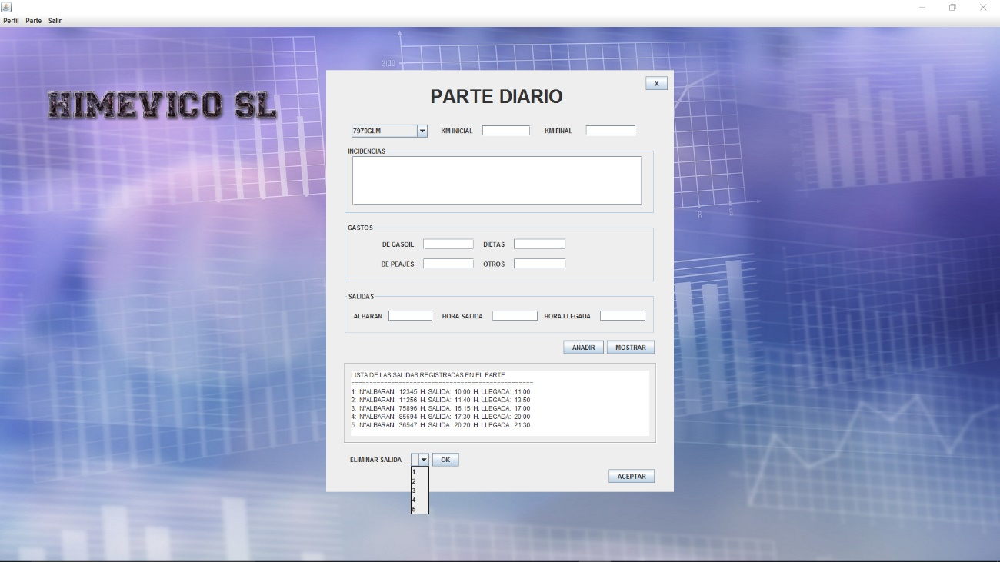 Perfil Parte Salir
HIMEVICO SL
X
PARTE DIARIO
7979GLM KM INICIAL KM FINAL
INCIDENCIAS
GASTOS
DE GASOIL DIETAS
DE PEAJES OTROS
SALIDAS
ALBARAN HORA SALIDA HORA LLEGADA
AÑADIR MOSTRAR
LISTA DE LAS SALIDAS REGISTRADAS EN EL PARTE
==================================================
1: NºALBARAN: 12345 H. SALIDA: 10:00 H. LLEGADA: 11:00
2: NºALBARAN: 11256 H. SALIDA: 11:40 H. LLEGADA: 13:50
3: NºALBARAN: 75896 H. SALIDA: 16:15 H. LLEGADA: 17:00
4: NºALBARAN: 85694 H. SALIDA: 17:30 H. LLEGADA: 20:00
5: NºALBARAN: 36547 H. SALIDA: 20:20 H. LLEGADA: 21:30
ELIMINAR SALIDA OK
1
2
3
4
5
ACEPTAR